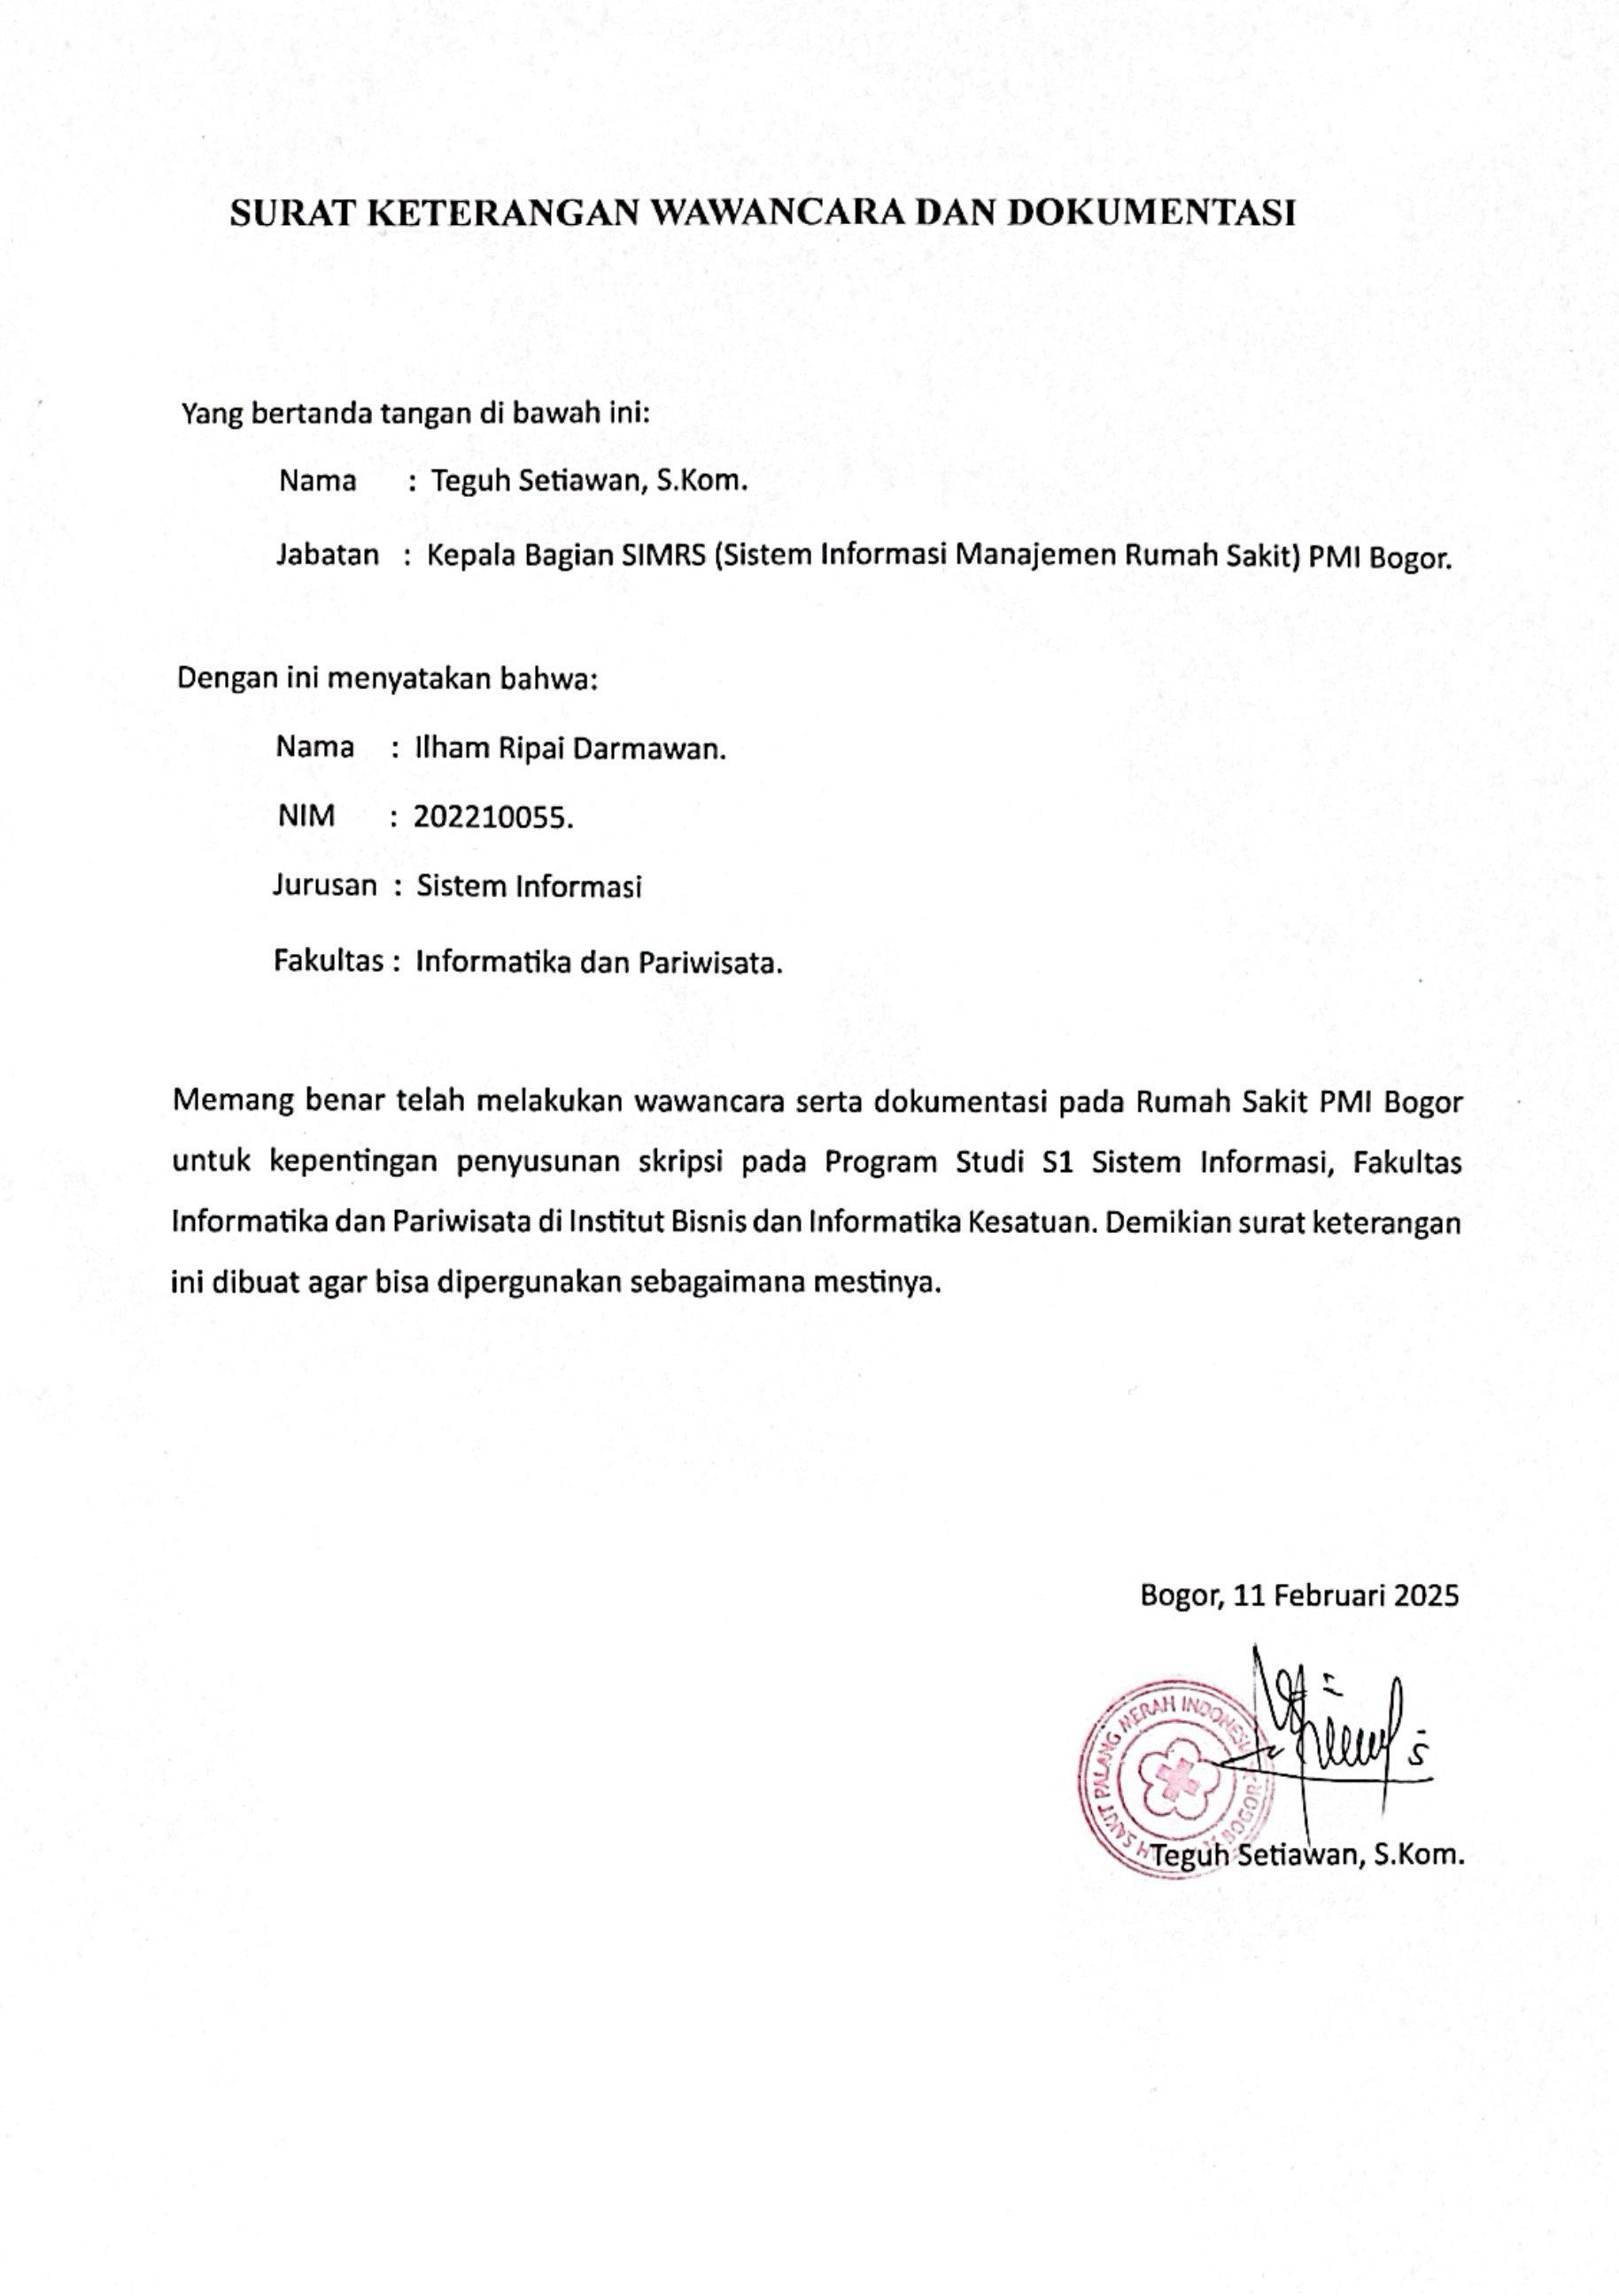 SURAT KETERANGAN WAWANCARA DAN DOKUMENTASI
Yang bertanda tangan di bawah ini:
Nama : Teguh Setiawan, S.Kom.
Jabatan : Kepala Bagian SIMRS (Sistem Informasi Manajemen Rumah Sakit) PMI Bogor.
Dengan ini menyatakan bahwa:
Nama : Ilham Ripai Darmawan.
NIM : 202210055.
Jurusan : Sistem Informasi
Fakultas : Informatika dan Pariwisata.
Memang benar telah melakukan wawancara serta dokumentasi pada Rumah Sakit PMI Bogor
untuk kepentingan penyusunan skripsi pada Program Studi S1 Sistem Informasi, Fakultas
Informatika dan Pariwisata di Institut Bisnis dan Informatika Kesatuan. Demikian surat keterangan
ini dibuat agar bisa dipergunakan sebagaimana mestinya.
Bogor, 11 Februari 2025
SAKIT PALANG MERAH INDONESI
BOGOR
Teguh Setiawan, S.Kom.